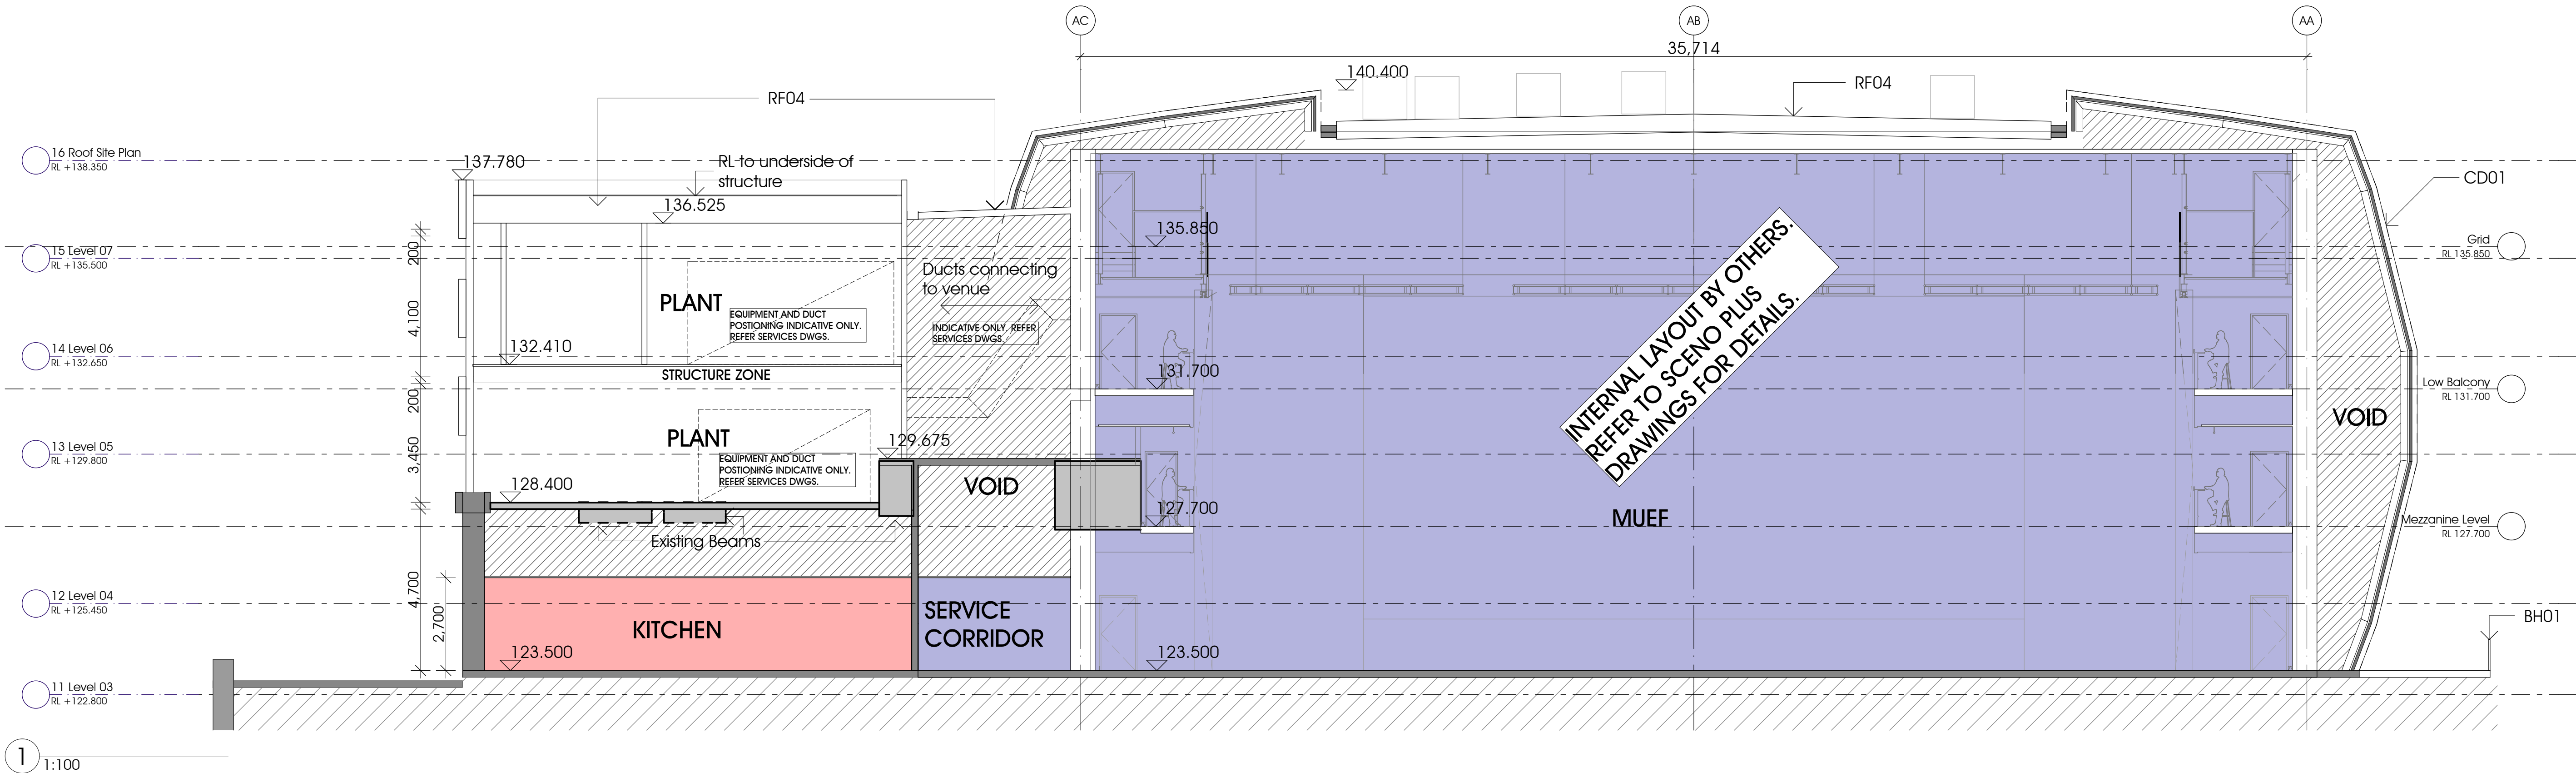 AC
AB
AA
35,714
140.400
RF04
RF04
16 Roof Site Plan
RL +138.350
137.780
RL to underside of
structure
CD01
136.525
135.850
200
15 Level 07
RL +135.500
Grid
RL 135.850
Ducts connecting
to venue
PLANT
EQUIPMENT AND DUCT
POSTIONING INDICATIVE ONLY.
REFER SERVICES DWGS.
INDICATIVE ONLY. REFER
SERVICES DWGS.
4,100
INTERNAL LAYOUT BY OTHERS.
REFER TO SCENO PLUS
DRAWINGS FOR DETAILS.
14 Level 06
RL +132.650
132.410
STRUCTURE ZONE
131.700
Low Balcony
RL 131.700
200
VOID
13 Level 05
RL +129.800
PLANT
129.675
EQUIPMENT AND DUCT
POSTIONING INDICATIVE ONLY.
REFER SERVICES DWGS.
3,450
128.400
VOID
127.700
MUEF
Mezzanine Level
RL 127.700
Existing Beams
12 Level 04
RL +125.450
4,700
2,700
KITCHEN
SERVICE
CORRIDOR
BH01
123.500
123.500
11 Level 03
RL +122.800
1
1:100